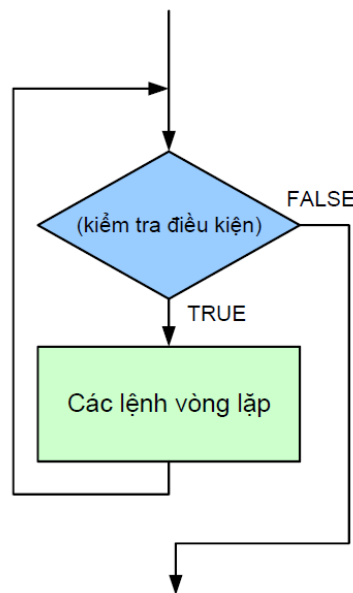 (kiểm tra điều kiện)
FALSE
TRUE
Các lệnh vòng lặp